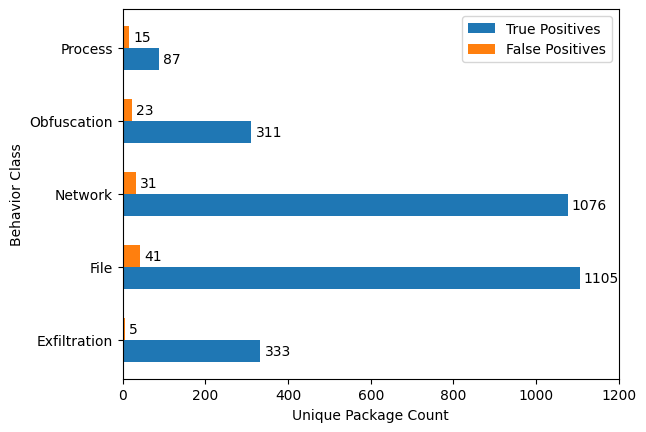 True Positives
False Positives
Process
15
87
Obfuscation
23
311
Network
31
1076
File
41
1105
Exfiltration
5
333
Behavior Class
0 200 400 600 800 1000 1200
Unique Package Count